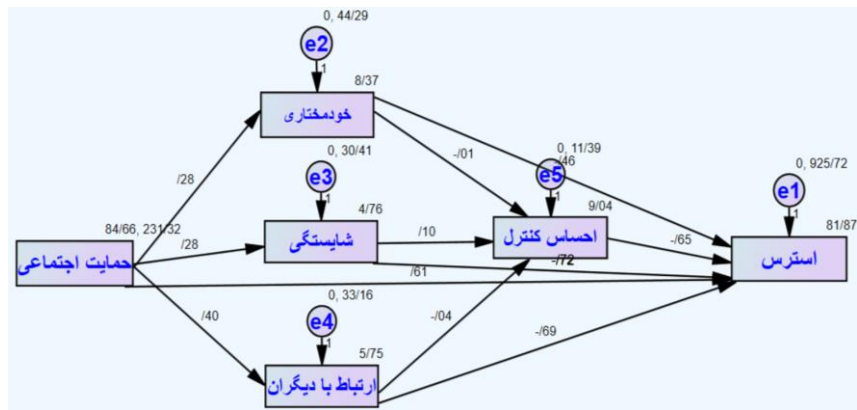 0, 44/29
e2
1
8/37
خودمختاری
/28
-/01
0, 11/39
-/46
0, 30/41
e3
1
e5
1
0, 925/72
e1
1
84/66, 231/32
4/76
9/04
81/87
حمایت اجتماعی
/28
شایستگی
/10
احساس کنترل
-/65
استرس
-/72
/61
/40
0, 33/16
e4
1
-/04
-/69
5/75
ارتباط با دیگران